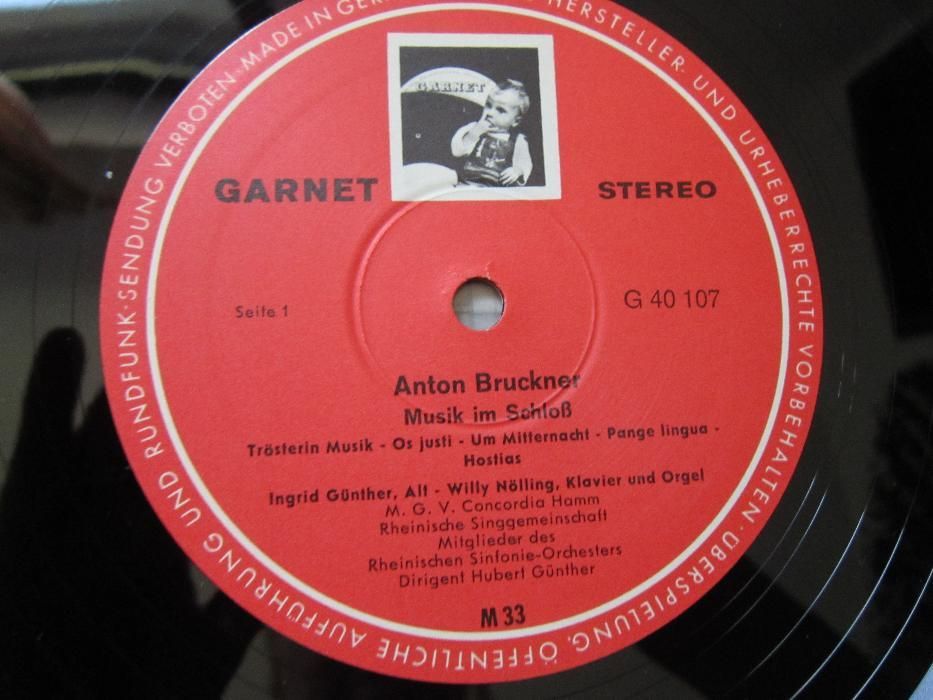 GARNET
GARNET
STEREO
Seite 1
G 40 107
Anton Bruckner
Musik im Schloß
Trösterin Musik - Os justi - Um Mitternacht - Pange lingua -
Hostias
Ingrid Günther, Alt - Willy Nölling, Klavier und Orgel
M. G. V. Concordia Hamm
Rheinische Singgemeinschaft
Mitglieder des
Rheinischen Sinfonie-Orchesters
Dirigent Hubert Günther
M 33
HERSTELLER- UND URHEBERRECHTE VORBEHALTEN · ÜBERSPIELUNG, ÖFFENTLICHE AUFFÜHRUNG UND RUNDFUNK-SENDUNG VERBOTEN · MADE IN